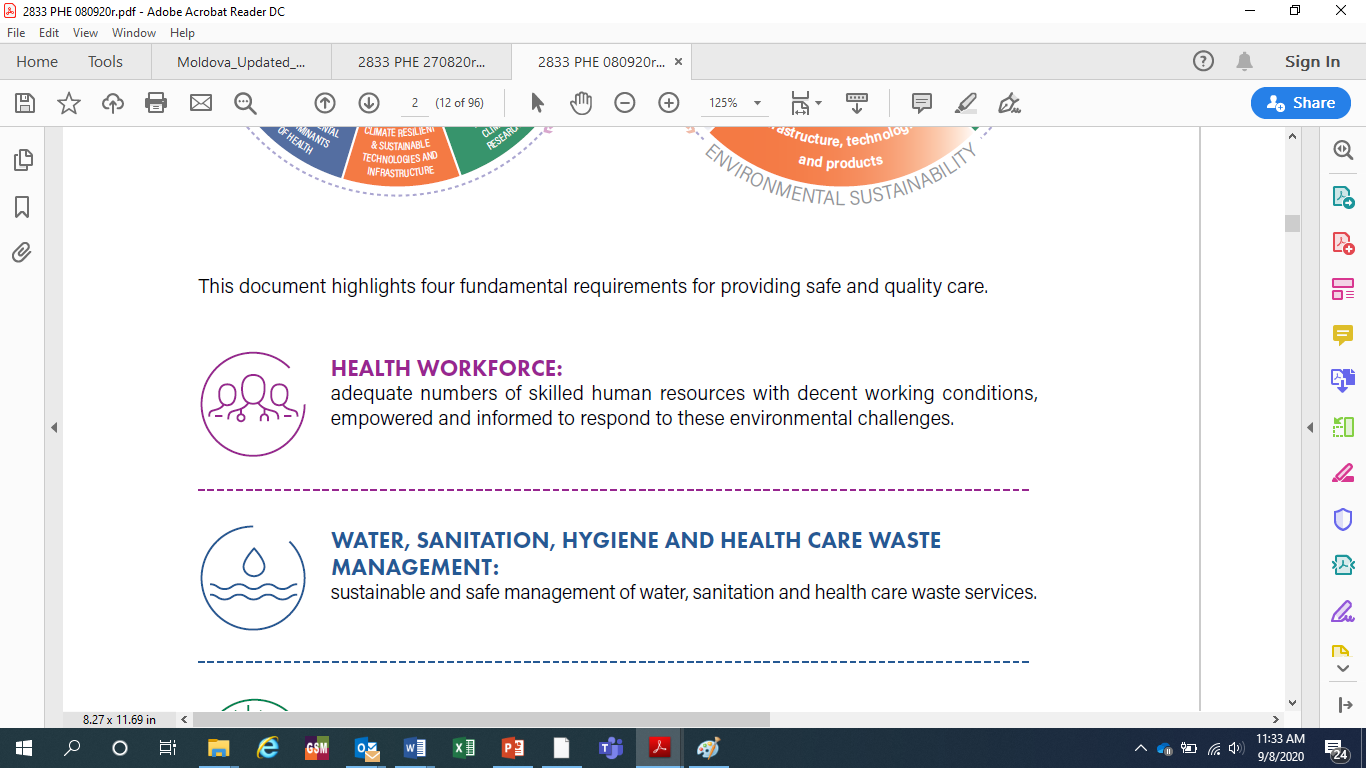 2833 PHE 080920r.pdf - Adobe Acrobat Reader DC
File Edit View Window Help
Home Tools Moldova_Updated_... 2833 PHE 270820r... 2833 PHE 080920r... Sign In
2 (12 of 96) 125% Share
OF HEALTH
CLIMATE RESILIENT
& SUSTAINABLE
TECHNOLOGIES AND
INFRASTRUCTURE
and products
ENVIRONMENTAL SUSTAINABILITY
This document highlights four fundamental requirements for providing safe and quality care.
HEALTH WORKFORCE:
adequate numbers of skilled human resources with decent working conditions,
empowered and informed to respond to these environmental challenges.
WATER, SANITATION, HYGIENE AND HEALTH CARE WASTE
MANAGEMENT:
sustainable and safe management of water, sanitation and health care waste services.
8.27 x 11.69 in
GSM
11:33 AM
9/8/2020
24